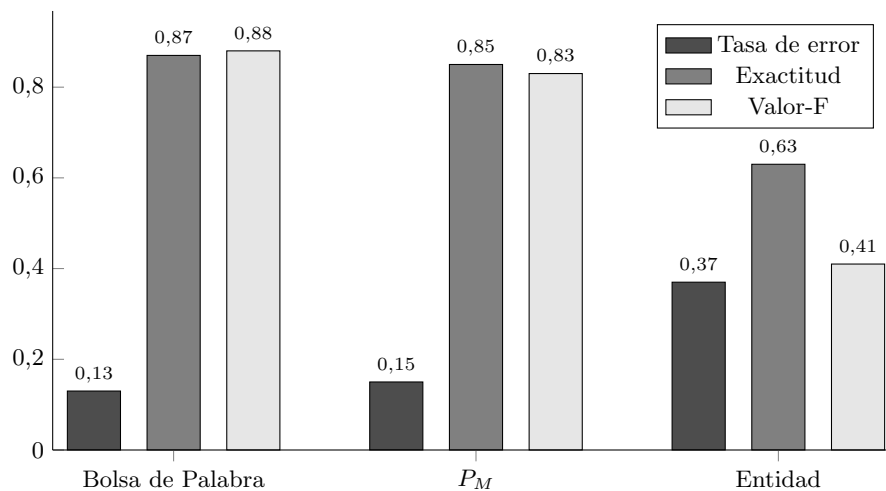 0,87
0,88
0,85
0,83
Tasa de error
Exactitud
Valor-F
0,8
0,63
0,6
0,41
0,4
0,37
0,2
0,13
0,15
0
Bolsa de Palabra
P_M
Entidad